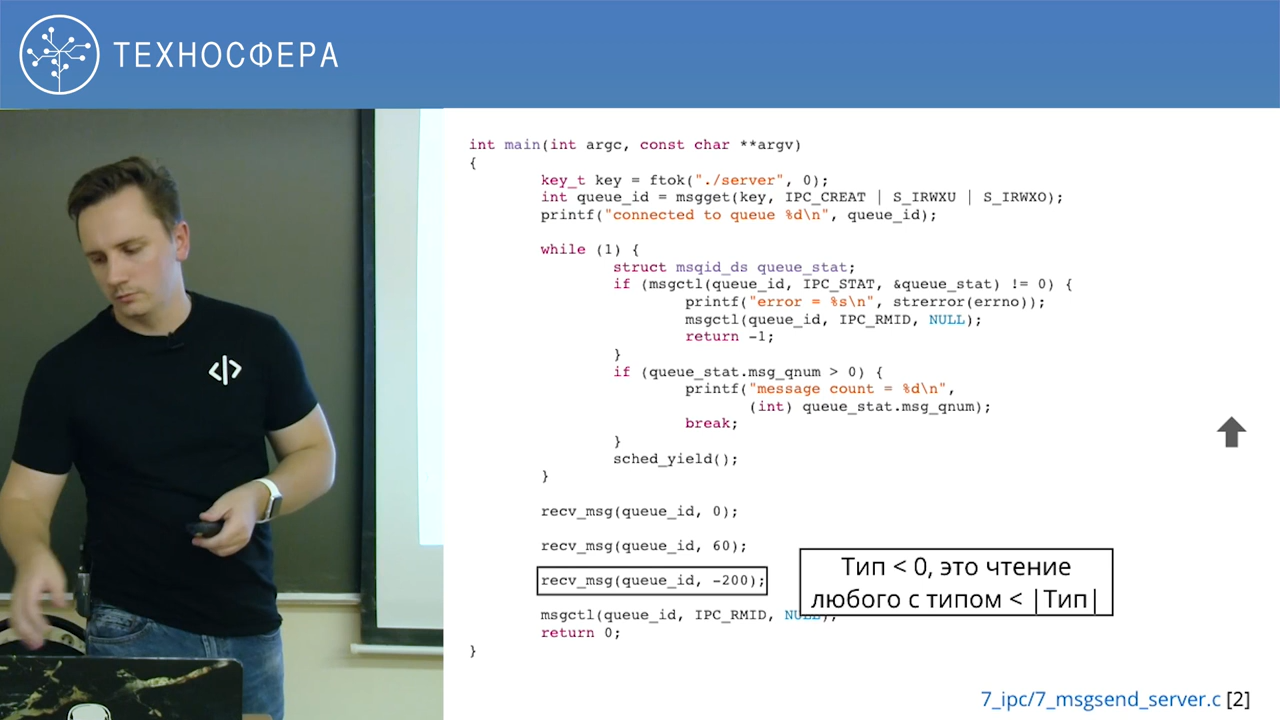 ТЕХНОСФЕРА
int main(int argc, const char **argv)
{
key_t key = ftok("./server", 0);
int queue_id = msgget(key, IPC_CREAT | S_IRWXU | S_IRWXO);
printf("connected to queue %d\n", queue_id);
while (1) {
struct msqid_ds queue_stat;
if (msgctl(queue_id, IPC_STAT, &queue_stat) != 0) {
printf("error = %s\n", strerror(errno));
msgctl(queue_id, IPC_RMID, NULL);
return -1;
}
if (queue_stat.msg_qnum > 0) {
printf("message count = %d\n",
(int) queue_stat.msg_qnum);
break;
}
sched_yield();
}
recv_msg(queue_id, 0);
recv_msg(queue_id, 60);
recv_msg(queue_id, -200);
Тип < 0, это чтение
любого с типом < |Тип|
msgctl(queue_id, IPC_RMID, NULL);
return 0;
}
7_ipc/7_msgsend_server.c [2]